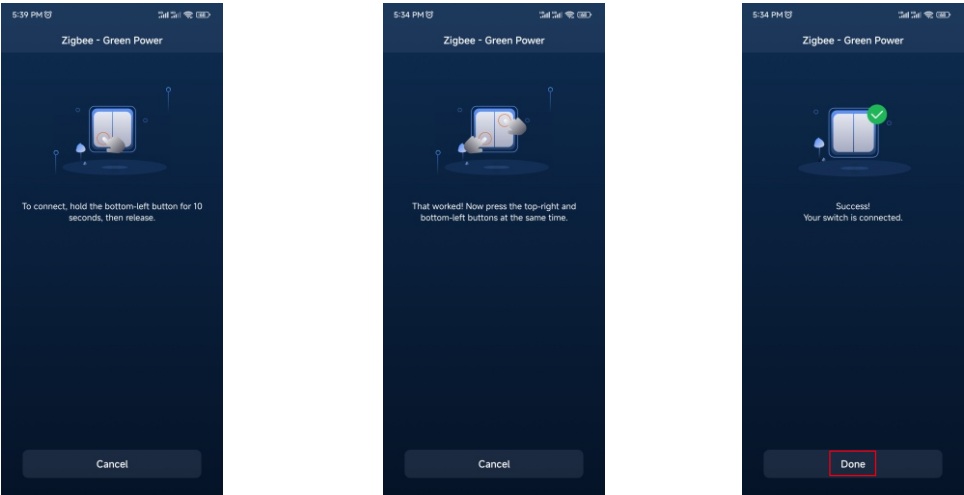 5:39 PM
Zigbee - Green Power
To connect, hold the bottom-left button for 10
seconds, then release.
Cancel
5:34 PM
Zigbee - Green Power
That worked! Now press the top-right and
bottom-left buttons at the same time.
Cancel
5:34 PM
Zigbee - Green Power
Success!
Your switch is connected.
Done